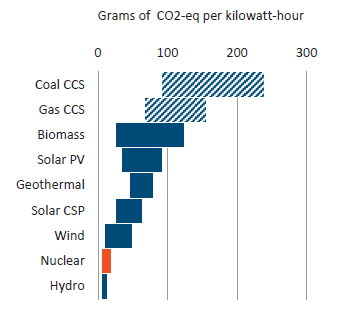 Grams of CO2-eq per kilowatt-hour
0 100 200 300
Coal CCS
Gas CCS
Biomass
Solar PV
Geothermal
Solar CSP
Wind
Nuclear
Hydro